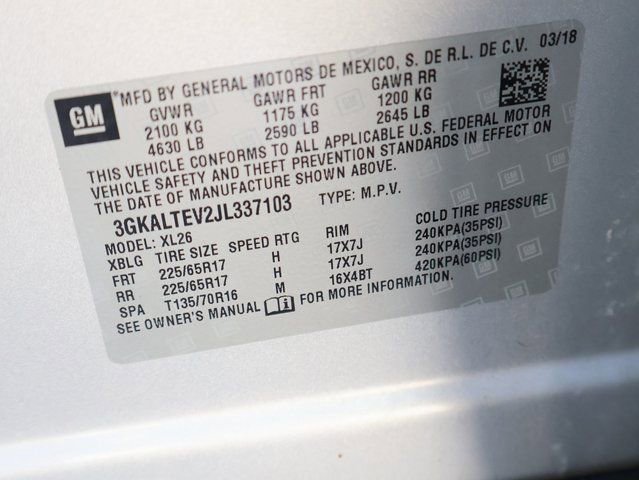 GM
*MFD BY GENERAL MOTORS DE MEXICO, S. DE R.L. DE C.V. 03/18
GVWR GAWR FRT GAWR RR
2100 KG 1175 KG 1200 KG
4630 LB 2590 LB 2645 LB
THIS VEHICLE CONFORMS TO ALL APPLICABLE U.S. FEDERAL MOTOR
VEHICLE SAFETY AND THEFT PREVENTION STANDARDS IN EFFECT ON
THE DATE OF MANUFACTURE SHOWN ABOVE.
3GKALTEV2JL337103 TYPE: M.P.V.
MODEL: XL26
XBLG TIRE SIZE SPEED RTG RIM COLD TIRE PRESSURE
FRT 225/65R17 H 17X7J 240KPA(35PSI)
RR 225/65R17 H 17X7J 240KPA(35PSI)
SPA T135/70R16 M 16X4BT 420KPA(60PSI)
SEE OWNER'S MANUAL FOR MORE INFORMATION.